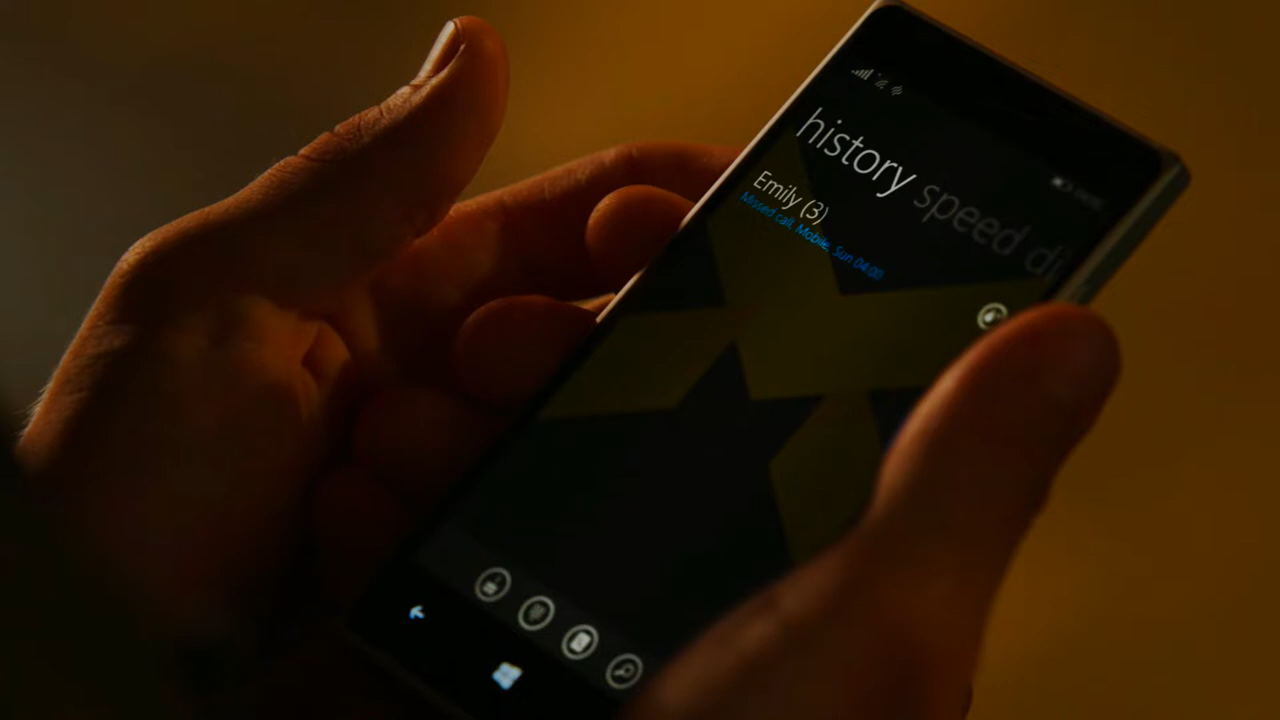 history speed di
Emily (3)
Missed call, Mobile, Sun 04:00